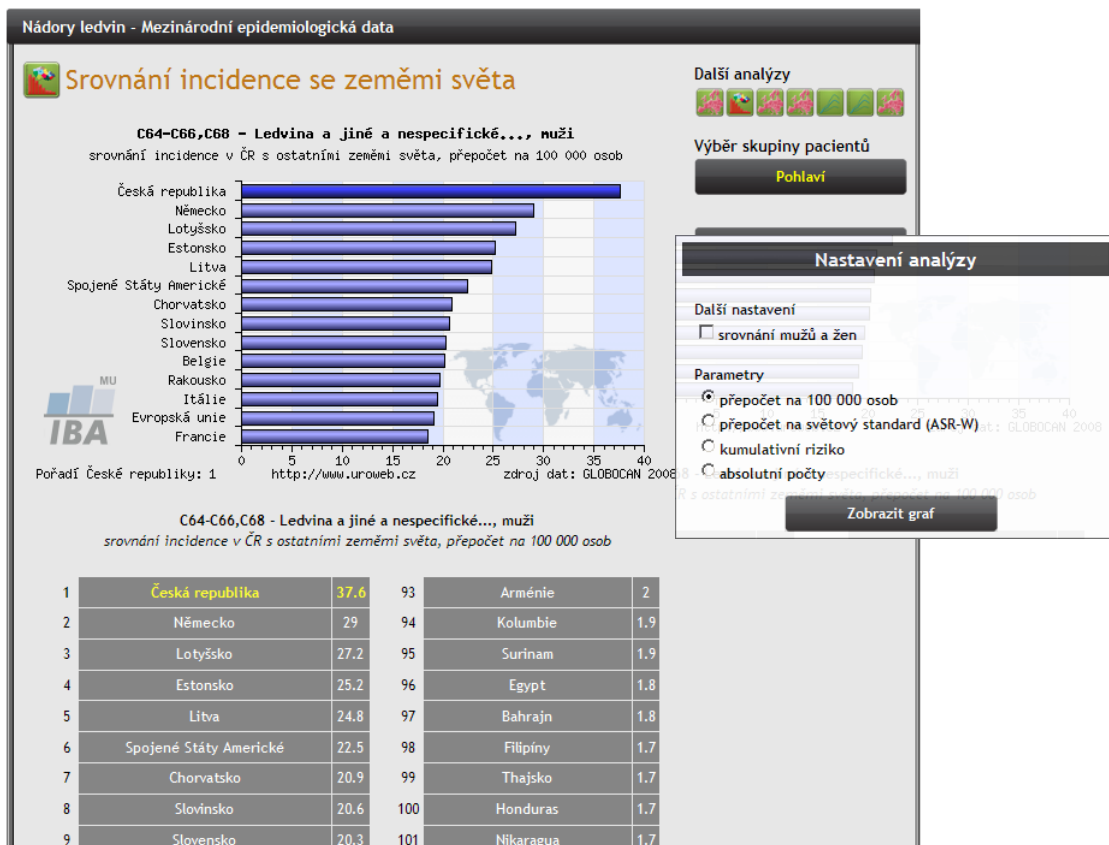 Nádory ledvin - Mezinárodní epidemiologická data
Srovnání incidence se zeměmi světa
C64-C66,C68 - Ledvina a jiné a nespecifické..., muži
srovnání incidence v ČR s ostatními zeměmi světa, přepočet na 100 000 osob
Česká republika
Německo
Lotyšsko
Estonsko
Litva
Spojené Státy Americké
Chorvatsko
Slovinsko
Slovensko
Belgie
Rakousko
Itálie
Evropská unie
Francie
0 5 10 15 20 25 30 35 40
MU
IBA
Pořadí České republiky: 1 http://www.uroweb.cz zdroj dat: GLOBOCAN 2008
Další analýzy
Výběr skupiny pacientů
Pohlaví
Nastavení analýzy
Další nastavení
srovnání mužů a žen
Parametry
přepočet na 100 000 osob
přepočet na světový standard (ASR-W)
kumulativní riziko
absolutní počty
Zobrazit graf
C64-C66,C68 - Ledvina a jiné a nespecifické..., muži
srovnání incidence v ČR s ostatními zeměmi světa, přepočet na 100 000 osob
1 Česká republika 37.6 93 Arménie 2
2 Německo 29 94 Kolumbie 1.9
3 Lotyšsko 27.2 95 Surinam 1.9
4 Estonsko 25.2 96 Egypt 1.8
5 Litva 24.8 97 Bahrajn 1.8
6 Spojené Státy Americké 22.5 98 Filipíny 1.7
7 Chorvatsko 20.9 99 Thajsko 1.7
8 Slovinsko 20.6 100 Honduras 1.7
9 Slovensko 20.3 101 Nikaragua 1.7